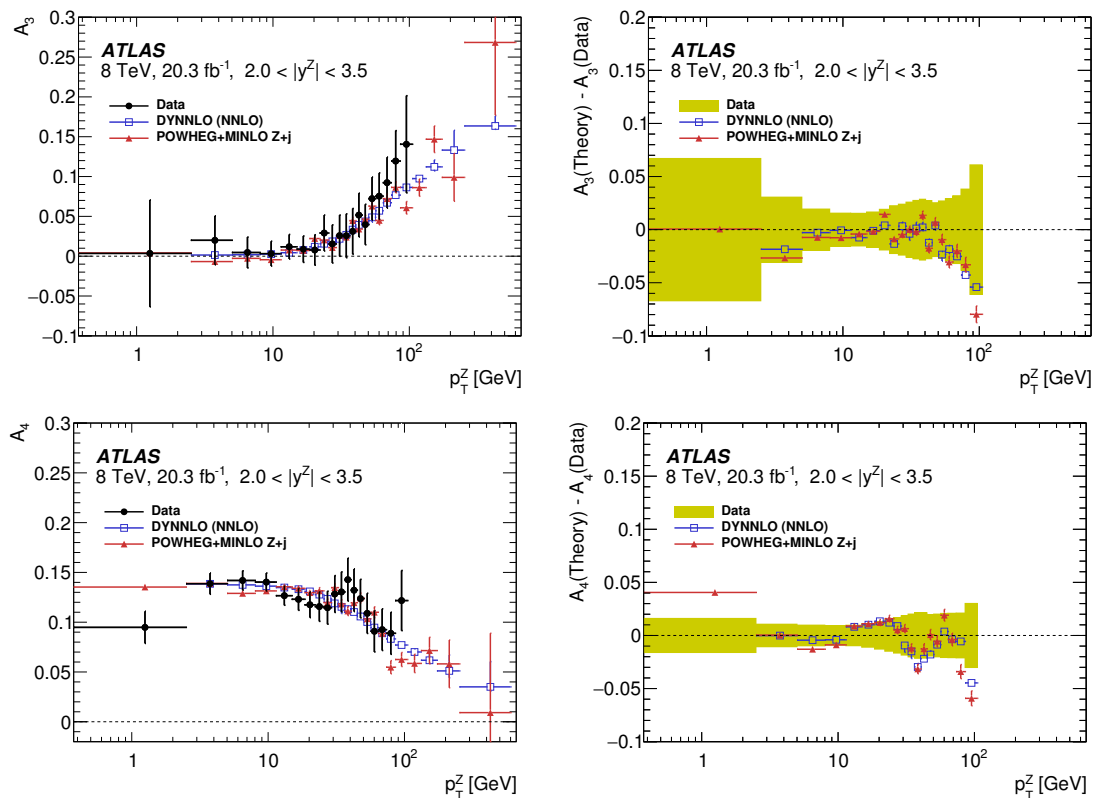 A3
0.3
0.25
0.2
0.15
0.1
0.05
0
−0.05
−0.1
ATLAS
8 TeV, 20.3 fb-1, 2.0 < |yZ| < 3.5
Data
DYNNLO (NNLO)
POWHEG+MINLO Z+j
1 10 10²
pTZ [GeV]
A3(Theory) - A3(Data)
0.2
0.15
0.1
0.05
0
−0.05
−0.1
ATLAS
8 TeV, 20.3 fb-1, 2.0 < |yZ| < 3.5
Data
DYNNLO (NNLO)
POWHEG+MINLO Z+j
1 10 10²
pTZ [GeV]
A4
0.3
0.25
0.2
0.15
0.1
0.05
0
ATLAS
8 TeV, 20.3 fb-1, 2.0 < |yZ| < 3.5
Data
DYNNLO (NNLO)
POWHEG+MINLO Z+j
1 10 10²
pTZ [GeV]
A4(Theory) - A4(Data)
0.2
0.15
0.1
0.05
0
−0.05
−0.1
ATLAS
8 TeV, 20.3 fb-1, 2.0 < |yZ| < 3.5
Data
DYNNLO (NNLO)
POWHEG+MINLO Z+j
1 10 10²
pTZ [GeV]